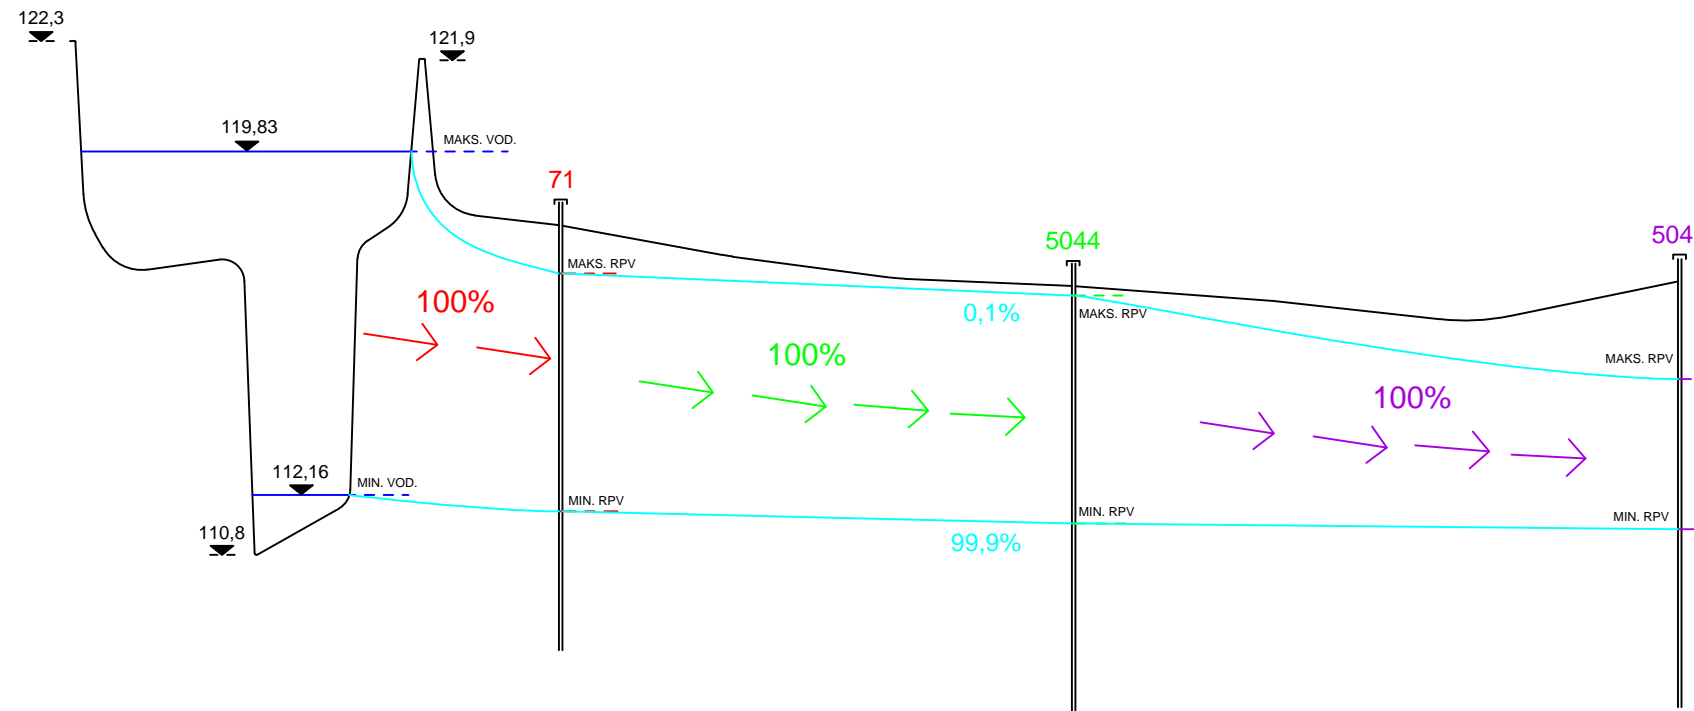 122,3
121,9
119,83
MAKS. VOD.
71
5044
504
MAKS. RPV
100%
0,1%
MAKS. RPV
100%
MAKS. RPV
100%
112,16
MIN. VOD.
MIN. RPV
MIN. RPV
MIN. RPV
110,8
99,9%